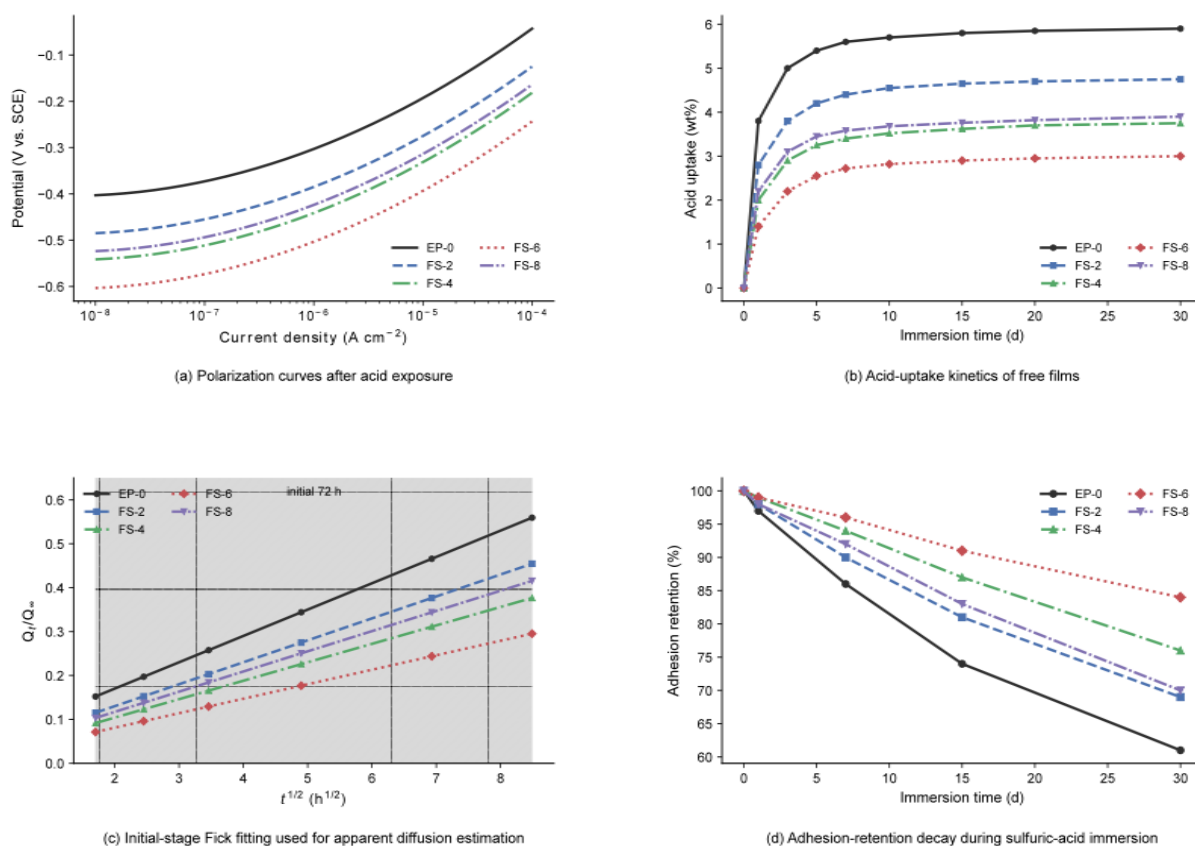 −0.1
−0.2
−0.3
−0.4
−0.5
−0.6
Potential (V vs. SCE)
EP-0
FS-2
FS-4
FS-6
FS-8
10⁻⁸
10⁻⁷
10⁻⁶
10⁻⁵
10⁻⁴
Current density (A cm⁻²)
(a) Polarization curves after acid exposure
6
5
4
3
2
1
0
Acid uptake (wt%)
EP-0
FS-2
FS-4
FS-6
FS-8
0
5
10
15
20
25
30
Immersion time (d)
(b) Acid-uptake kinetics of free films
0.6
0.5
0.4
0.3
0.2
0.1
0.0
Qₜ/Q∞
EP-0
FS-2
FS-4
FS-6
FS-8
initial 72 h
2
3
4
5
6
7
8
t^1/2 (h^1/2)
(c) Initial-stage Fick fitting used for apparent diffusion estimation
100
95
90
85
80
75
70
65
60
Adhesion retention (%)
EP-0
FS-2
FS-4
FS-6
FS-8
0
5
10
15
20
25
30
Immersion time (d)
(d) Adhesion-retention decay during sulfuric-acid immersion